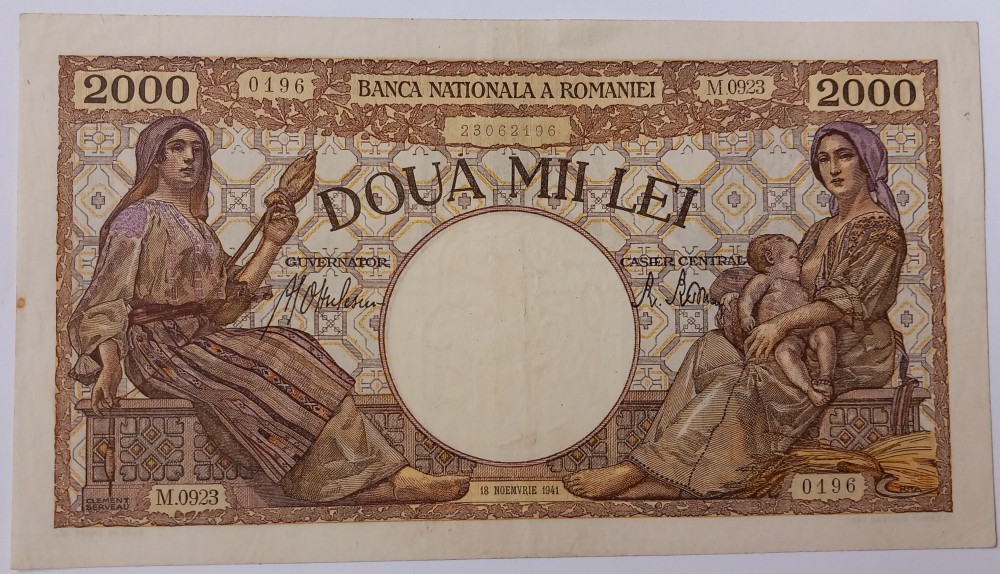 2000 0196 BANCA NATIONALA A ROMANIEI M.0923 2000
23062196
DOUĂ MII LEI
GUVERNATOR CASIER CENTRAL
18 NOEMVRIE 1941
CLEMENT
SERVEAU
M.0923 0196